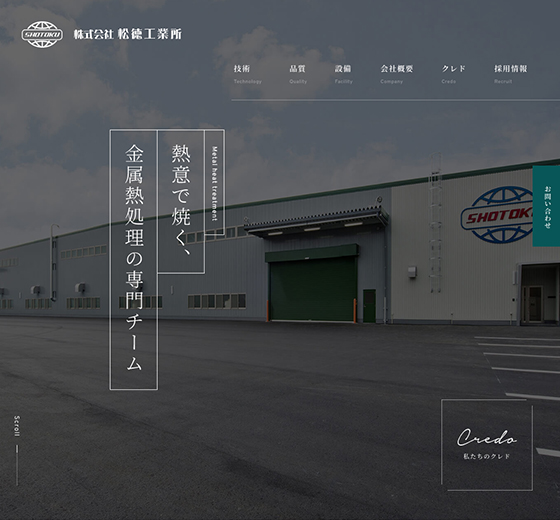 SHOTOKU
株式会社 松徳工業所
技術 品質 設備 会社概要 クレド 採用情報
Technology Quality Facility Company Credo Recruit
Metal heat treatment
熱意で焼く、
金属熱処理の専門チーム
SHOTOKU
お問い合わせ
Scroll
Credo
私たちのクレド